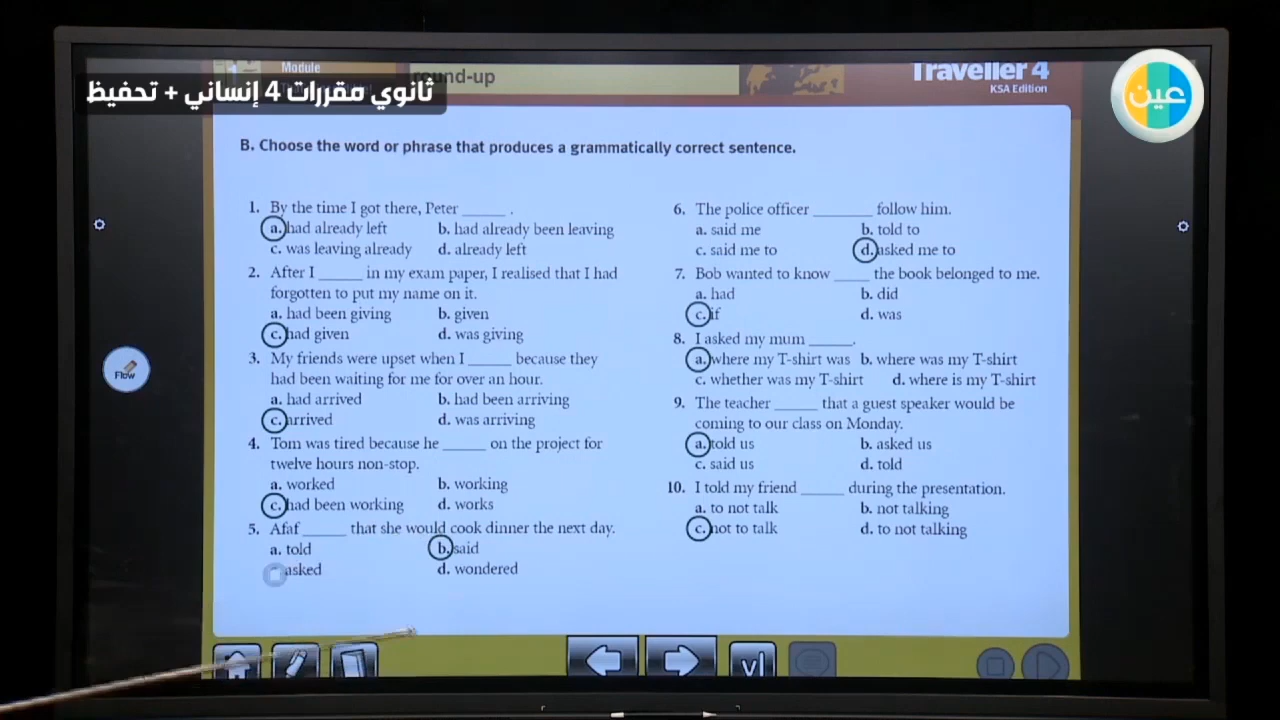 Module
round-up
Traveller 4
KSA Edition
ثانوي مقررات 4 إنساني + تحفيظ
عين
B. Choose the word or phrase that produces a grammatically correct sentence.
1. By the time I got there, Peter ______ .
a. had already left b. had already been leaving
c. was leaving already d. already left
2. After I ______ in my exam paper, I realised that I had
forgotten to put my name on it.
a. had been giving b. given
c. had given d. was giving
3. My friends were upset when I ______ because they
had been waiting for me for over an hour.
a. had arrived b. had been arriving
c. arrived d. was arriving
4. Tom was tired because he ______ on the project for
twelve hours non-stop.
a. worked b. working
c. had been working d. works
5. Afaf ______ that she would cook dinner the next day.
a. told b. said
asked d. wondered
6. The police officer ________ follow him.
a. said me b. told to
c. said me to d. asked me to
7. Bob wanted to know _____ the book belonged to me.
a. had b. did
c. if d. was
8. I asked my mum ______.
a. where my T-shirt was b. where was my T-shirt
c. whether was my T-shirt d. where is my T-shirt
9. The teacher ______ that a guest speaker would be
coming to our class on Monday.
a. told us b. asked us
c. said us d. told
10. I told my friend ______ during the presentation.
a. to not talk b. not talking
c. not to talk d. to not talking
Flow